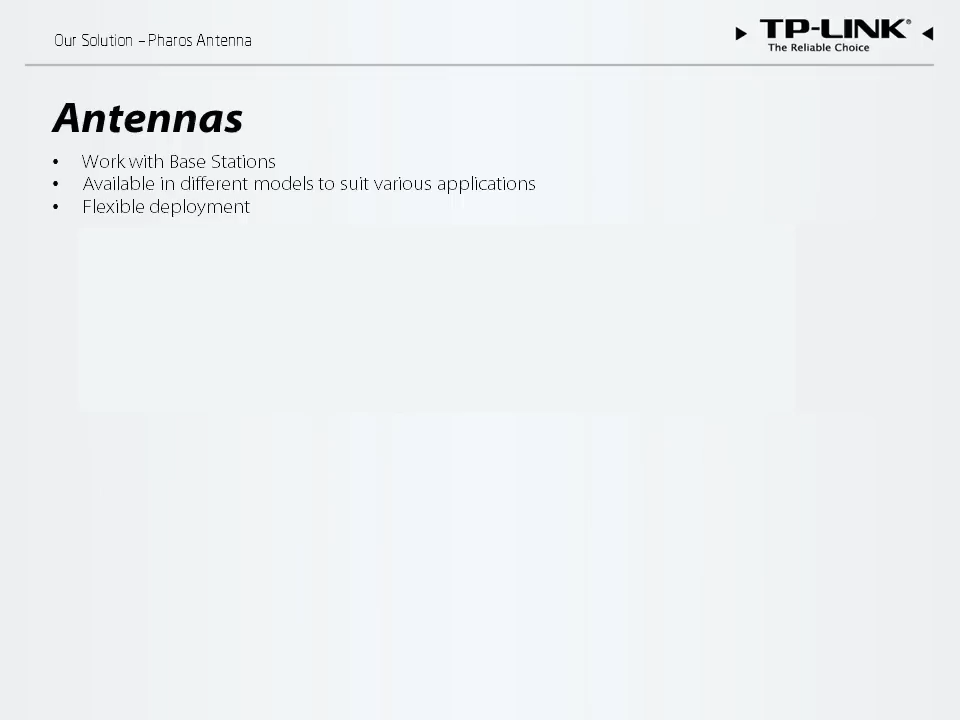 Our Solution – Pharos Antenna
TP-LINK®
The Reliable Choice
Antennas
• Work with Base Stations
• Available in different models to suit various applications
• Flexible deployment